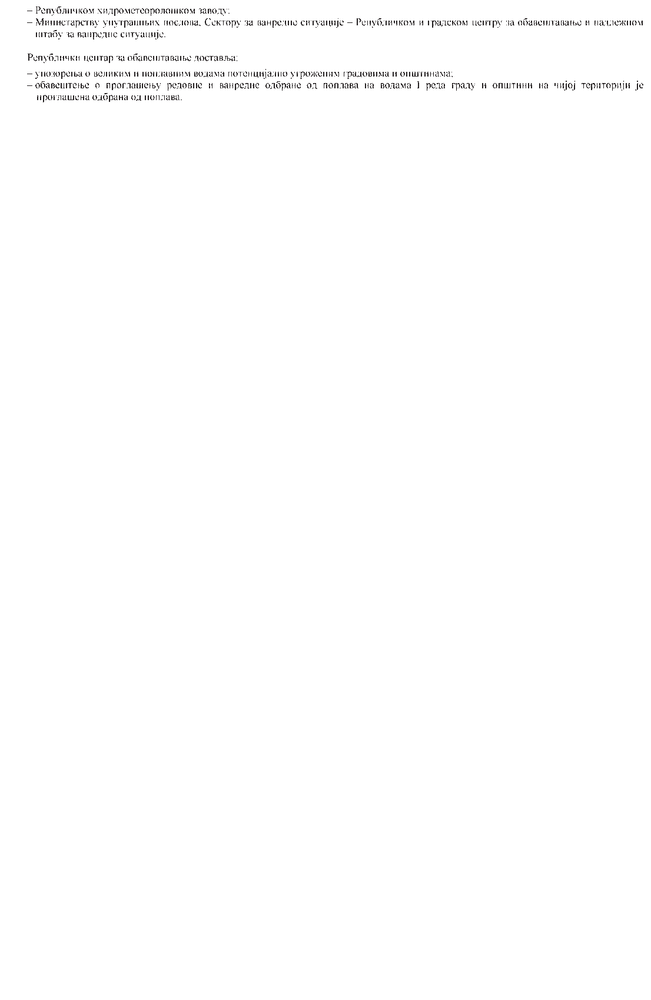 – Републичком хидрометеоролошком заводу;
– Министарству унутрашњих послова, Сектору за ванредне ситуације – Републичком и градском центру за обавештавање и надлежном
штабу за ванредне ситуације.
Републички центар за обавештавање доставља:
– упозорења о великим и поплавним водама потенцијално угроженим градовима и општинама;
– обавештење о проглашењу редовне и ванредне одбране од поплава на водама I реда граду и општини на чијој територији је
проглашена одбрана од поплава.